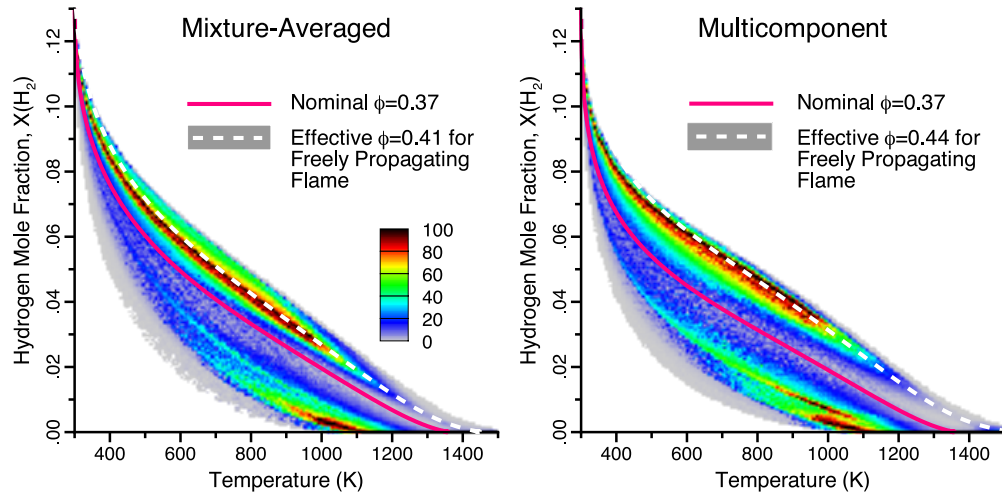 Mixture-Averaged
Hydrogen Mole Fraction, X(H₂)
.12
.10
.08
.06
.04
.02
.00
Nominal ϕ=0.37
Effective ϕ=0.41 for
Freely Propagating
Flame
100
80
60
40
20
0
400 600 800 1000 1200 1400
Temperature (K)
Multicomponent
Hydrogen Mole Fraction, X(H₂)
.12
.10
.08
.06
.04
.02
.00
Nominal ϕ=0.37
Effective ϕ=0.44 for
Freely Propagating
Flame
400 600 800 1000 1200 1400
Temperature (K)